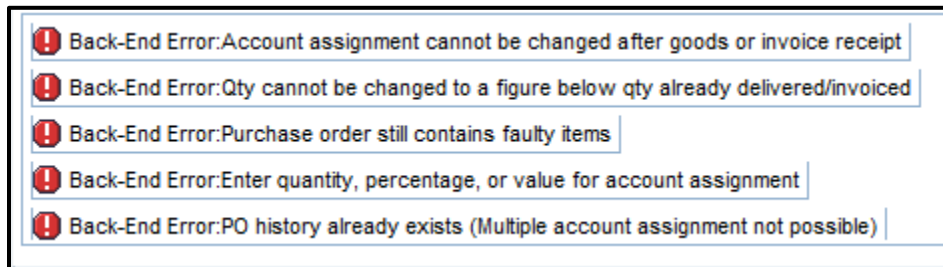 Back-End Error:Account assignment cannot be changed after goods or invoice receipt
Back-End Error:Qty cannot be changed to a figure below qty already delivered/invoiced
Back-End Error:Purchase order still contains faulty items
Back-End Error:Enter quantity, percentage, or value for account assignment
Back-End Error:PO history already exists (Multiple account assignment not possible)